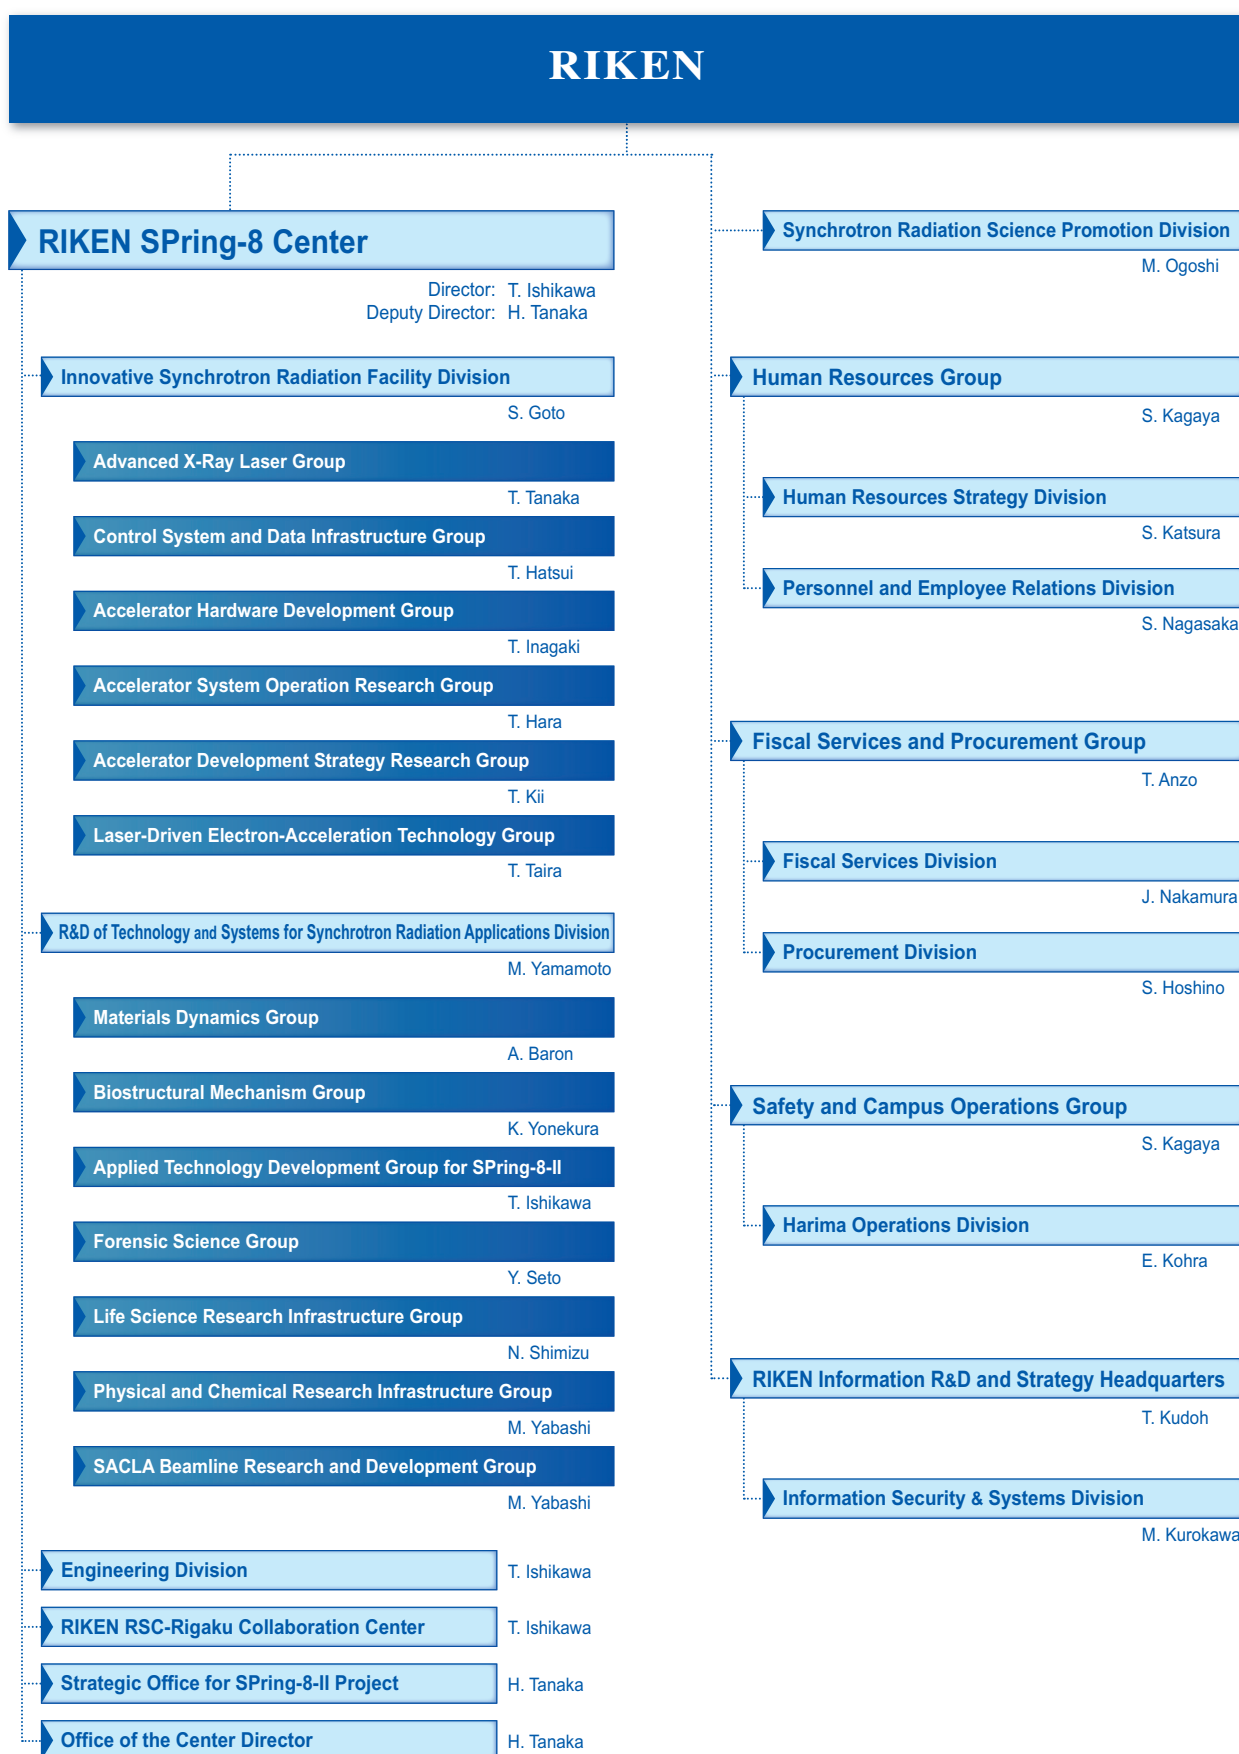 RIKEN
RIKEN SPring-8 Center
Director: T. Ishikawa
Deputy Director: H. Tanaka
Innovative Synchrotron Radiation Facility Division
S. Goto
Advanced X-Ray Laser Group
T. Tanaka
Control System and Data Infrastructure Group
T. Hatsui
Accelerator Hardware Development Group
T. Inagaki
Accelerator System Operation Research Group
T. Hara
Accelerator Development Strategy Research Group
T. Kii
Laser-Driven Electron-Acceleration Technology Group
T. Taira
R&D of Technology and Systems for Synchrotron Radiation Applications Division
M. Yamamoto
Materials Dynamics Group
A. Baron
Biostructural Mechanism Group
K. Yonekura
Applied Technology Development Group for SPring-8-II
T. Ishikawa
Forensic Science Group
Y. Seto
Life Science Research Infrastructure Group
N. Shimizu
Physical and Chemical Research Infrastructure Group
M. Yabashi
SACLA Beamline Research and Development Group
M. Yabashi
Engineering Division T. Ishikawa
RIKEN RSC-Rigaku Collaboration Center T. Ishikawa
Strategic Office for SPring-8-II Project H. Tanaka
Office of the Center Director H. Tanaka
Synchrotron Radiation Science Promotion Division
M. Ogoshi
Human Resources Group
S. Kagaya
Human Resources Strategy Division
S. Katsura
Personnel and Employee Relations Division
S. Nagasaka
Fiscal Services and Procurement Group
T. Anzo
Fiscal Services Division
J. Nakamura
Procurement Division
S. Hoshino
Safety and Campus Operations Group
S. Kagaya
Harima Operations Division
E. Kohra
RIKEN Information R&D and Strategy Headquarters
T. Kudoh
Information Security & Systems Division
M. Kurokawa